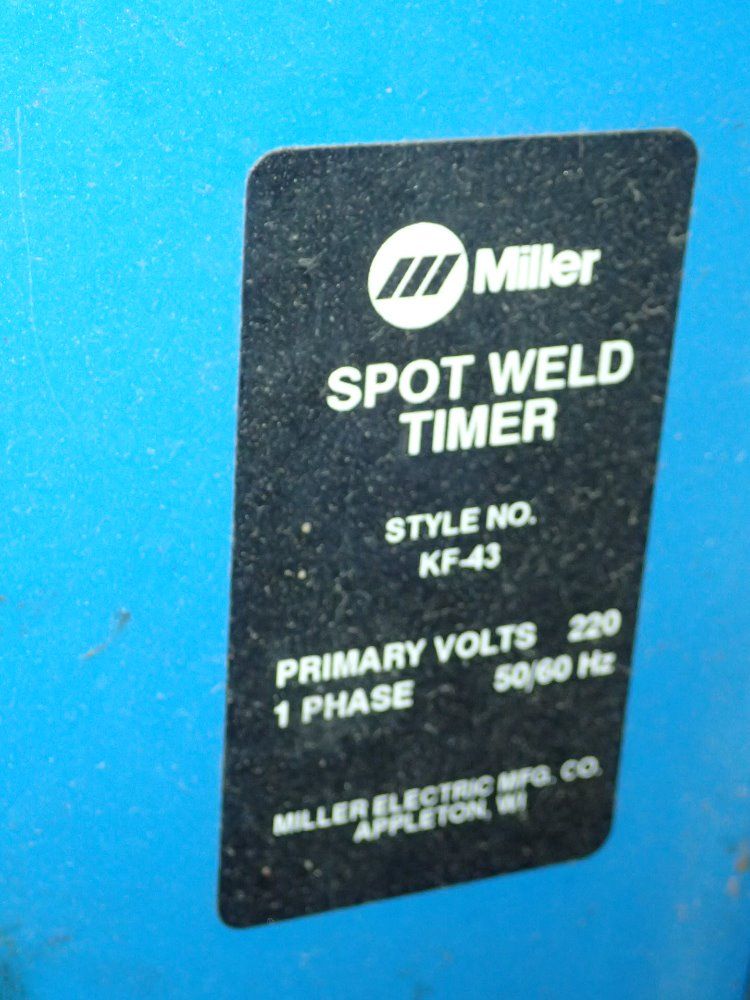 Miller
SPOT WELD
TIMER
STYLE NO.
KF-43
PRIMARY VOLTS 220
1 PHASE 50/60 Hz
MILLER ELECTRIC MFG. CO.
APPLETON, WI